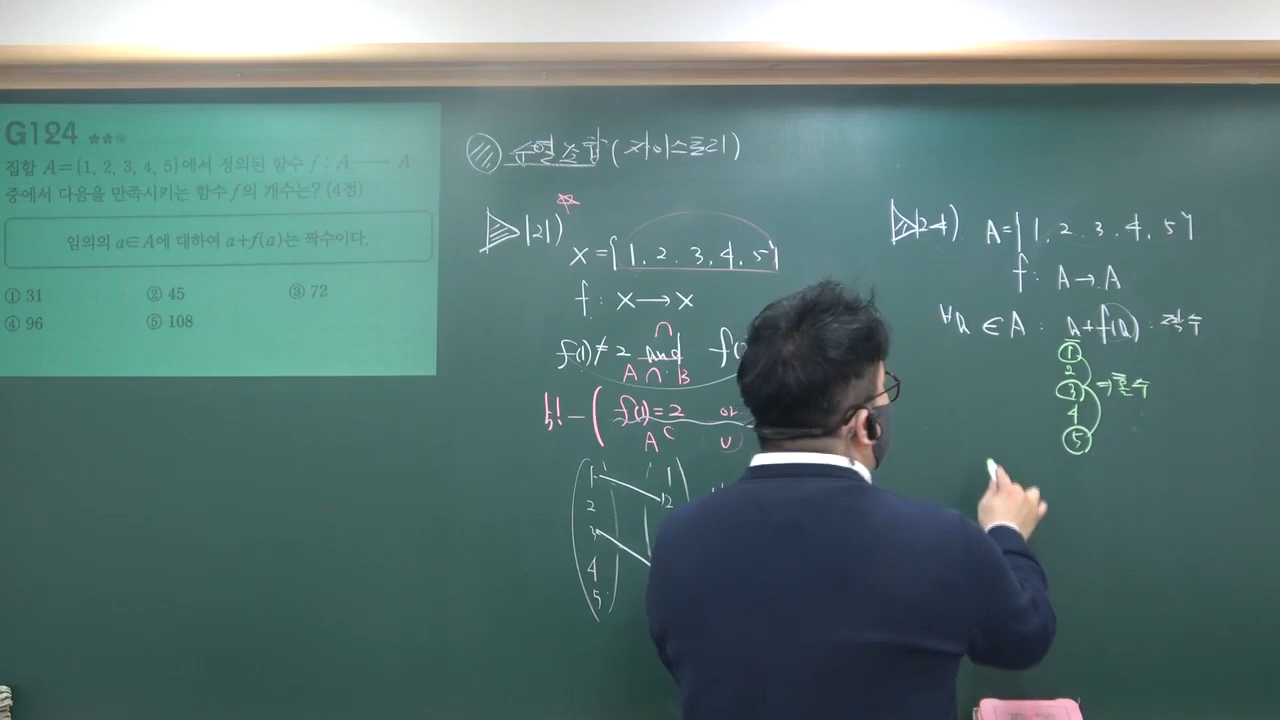 G124
집합 A={1, 2, 3, 4, 5}에서 정의된 함수 f : A ⟶ A
중에서 다음을 만족시키는 함수 f의 개수는? (4점)
임의의 a∈A에 대하여 a+f(a)는 짝수이다.
① 31 ② 45 ③ 72
④ 96 ⑤ 108
순열조합(자이스토리)
121)
X={1, 2, 3, 4, 5}
f : X→X
∩
f(1)≠2 and f(
A ∩ B
5!-( f(1)=2 or
A^c ∪
1 1
2 2
3
4
5
124) A={1, 2, 3, 4, 5}
f : A→A
∀a ∈ A : a+f(a) : 짝수
①
2
③ ⇒홀수
4
⑤